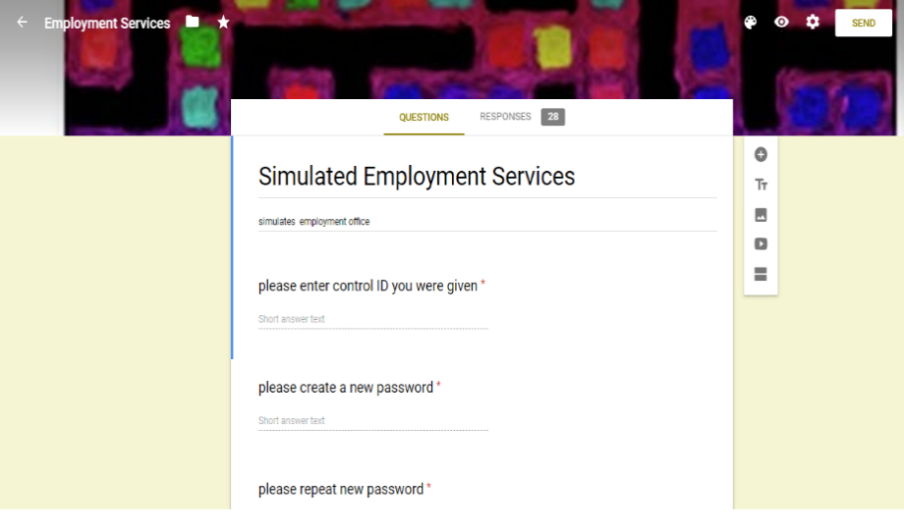 Employment Services
SEND
QUESTIONS RESPONSES 28
Simulated Employment Services
simulates employment office
please enter control ID you were given *
Short answer text
please create a new password *
Short answer text
please repeat new password *
Tт